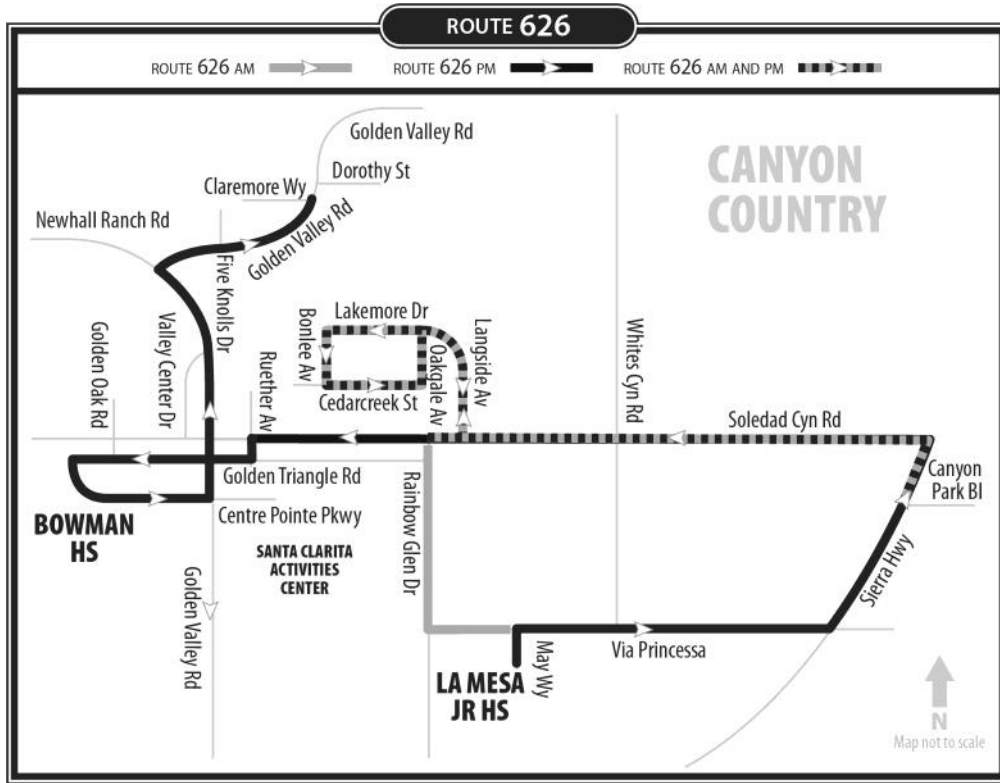 ROUTE 626
ROUTE 626 AM
ROUTE 626 PM
ROUTE 626 AM AND PM
Golden Valley Rd
CANYON
COUNTRY
Dorothy St
Claremore Wy
Newhall Ranch Rd
Golden Valley Rd
Five Knolls Dr
Lakemore Dr
Bonlee Av
Langside Av
Oakgale Av
Cedarcreek St
Whites Cyn Rd
Golden Oak Rd
Valley Center Dr
Ruether Av
Soledad Cyn Rd
Golden Triangle Rd
Canyon
Park Bl
Centre Pointe Pkwy
BOWMAN
HS
SANTA CLARITA
ACTIVITIES
CENTER
Rainbow Glen Dr
Sierra Hwy
Golden Valley Rd
Via Princessa
May Wy
LA MESA
JR HS
N
Map not to scale